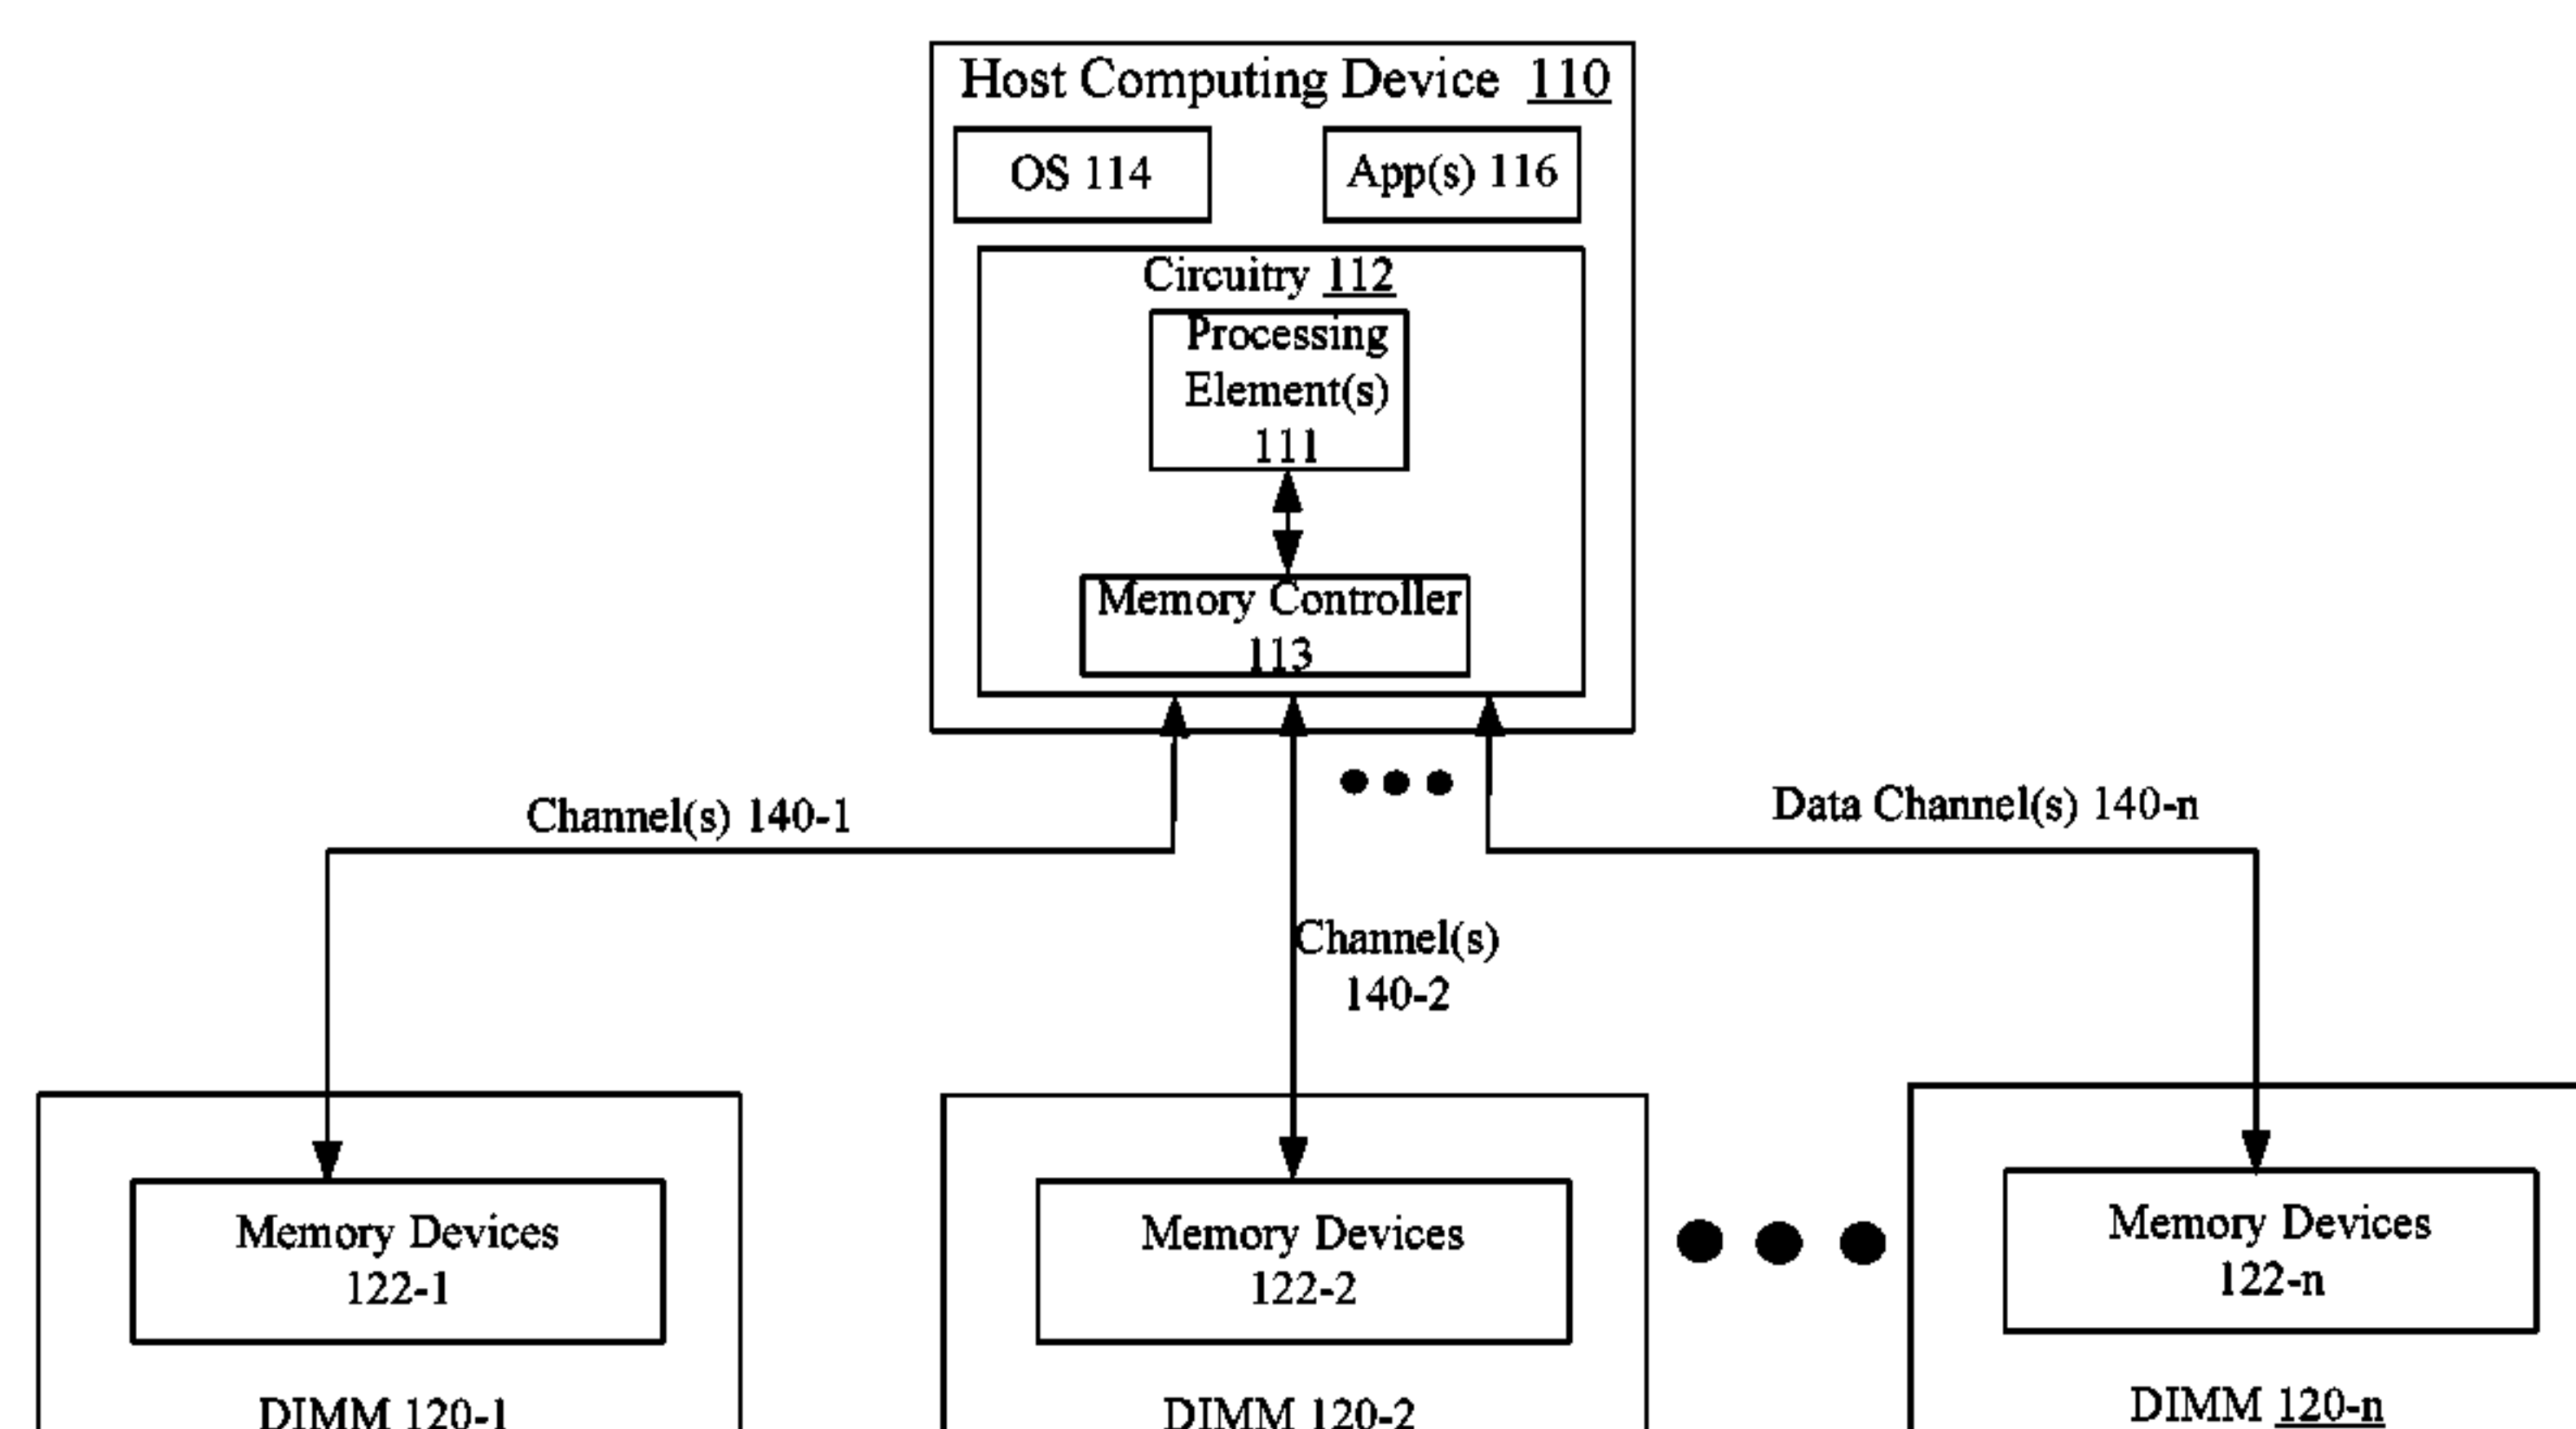 Host Computing Device 110
OS 114
App(s) 116
Circuitry 112
Processing
Element(s)
111
Memory Controller
113
Channel(s) 140-1
Data Channel(s) 140-n
Channel(s)
140-2
Memory Devices
122-1
Memory Devices
122-2
Memory Devices
122-n
DIMM 120-1
DIMM 120-2
DIMM 120-n